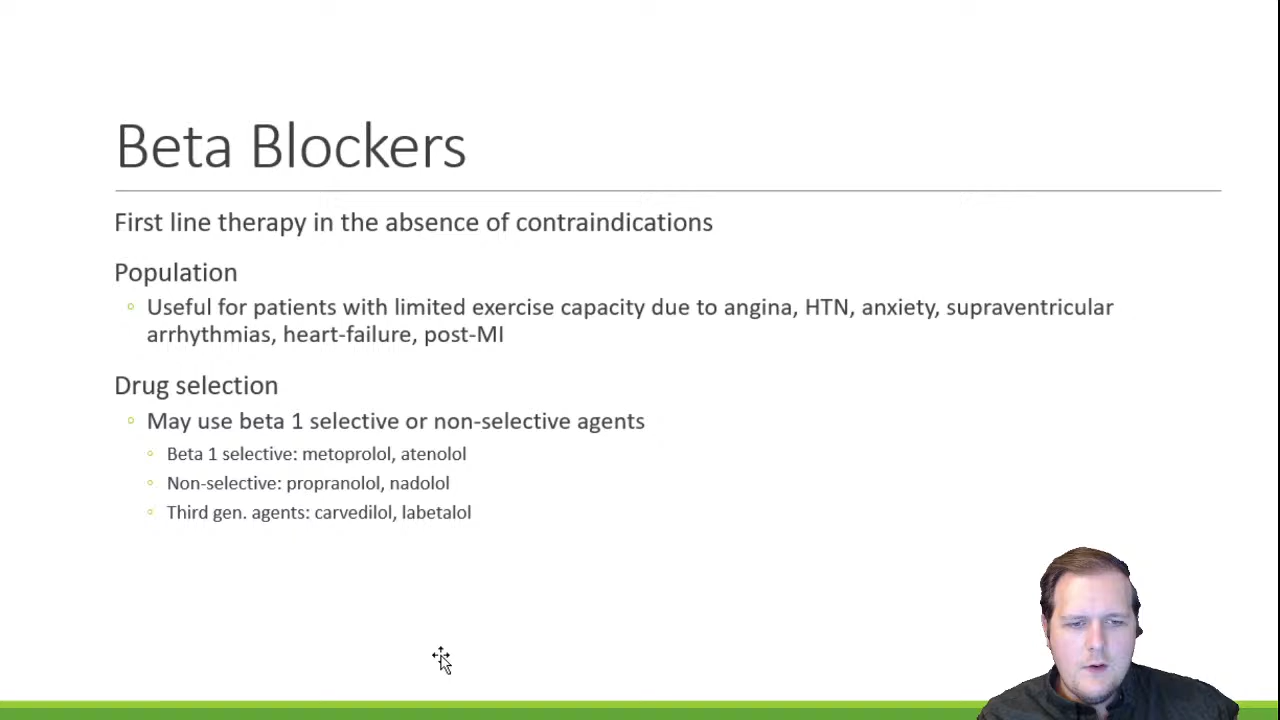 Beta Blockers
First line therapy in the absence of contraindications
Population
Useful for patients with limited exercise capacity due to angina, HTN, anxiety, supraventricular
arrhythmias, heart-failure, post-MI
Drug selection
May use beta 1 selective or non-selective agents
Beta 1 selective: metoprolol, atenolol
Non-selective: propranolol, nadolol
Third gen. agents: carvedilol, labetalol